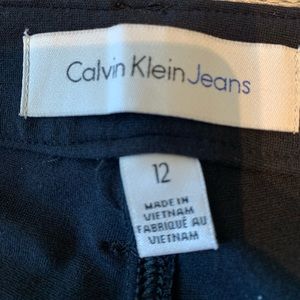 Calvin Klein Jeans
12
MADE IN
VIETNAM
FABRIQUÉ AU
VIETNAM